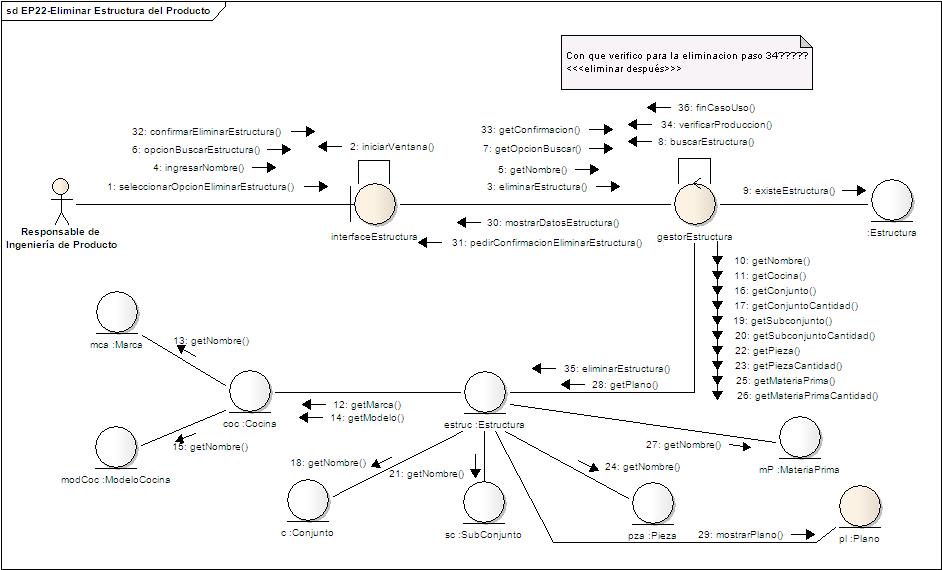 sd EP22-Eliminar Estructura del Producto
Con que verifico para la eliminacion paso 34?????
<<<eliminar después>>>
36: finCasoUso()
32: confirmarEliminarEstructura()
33: getConfirmacion()
34: verificarProduccion()
6: opcionBuscarEstructura()
2: iniciarVentana()
7: getOpcionBuscar()
8: buscarEstructura()
4: ingresarNombre()
5: getNombre()
1: seleccionarOpcionEliminarEstructura()
3: eliminarEstructura()
9: existeEstructura()
Responsable de
Ingeniería de Producto
interfaceEstructura
30: mostrarDatosEstructura()
31: pedirConfirmacionEliminarEstructura()
gestorEstructura
:Estructura
10: getNombre()
11: getCocina()
16: getConjunto()
17: getConjuntoCantidad()
19: getSubconjunto()
20: getSubconjuntoCantidad()
22: getPieza()
23: getPiezaCantidad()
25: getMateriaPrima()
26: getMateriaPrimaCantidad()
mca :Marca
13: getNombre()
35: eliminarEstructura()
28: getPlano()
12: getMarca()
14: getModelo()
coc :Cocina
estruc :Estructura
15: getNombre()
modCoc :ModeloCocina
27: getNombre()
mP :MateriaPrima
18: getNombre()
21: getNombre()
24: getNombre()
c :Conjunto
sc :SubConjunto
pza :Pieza
29: mostrarPlano()
pl :Plano